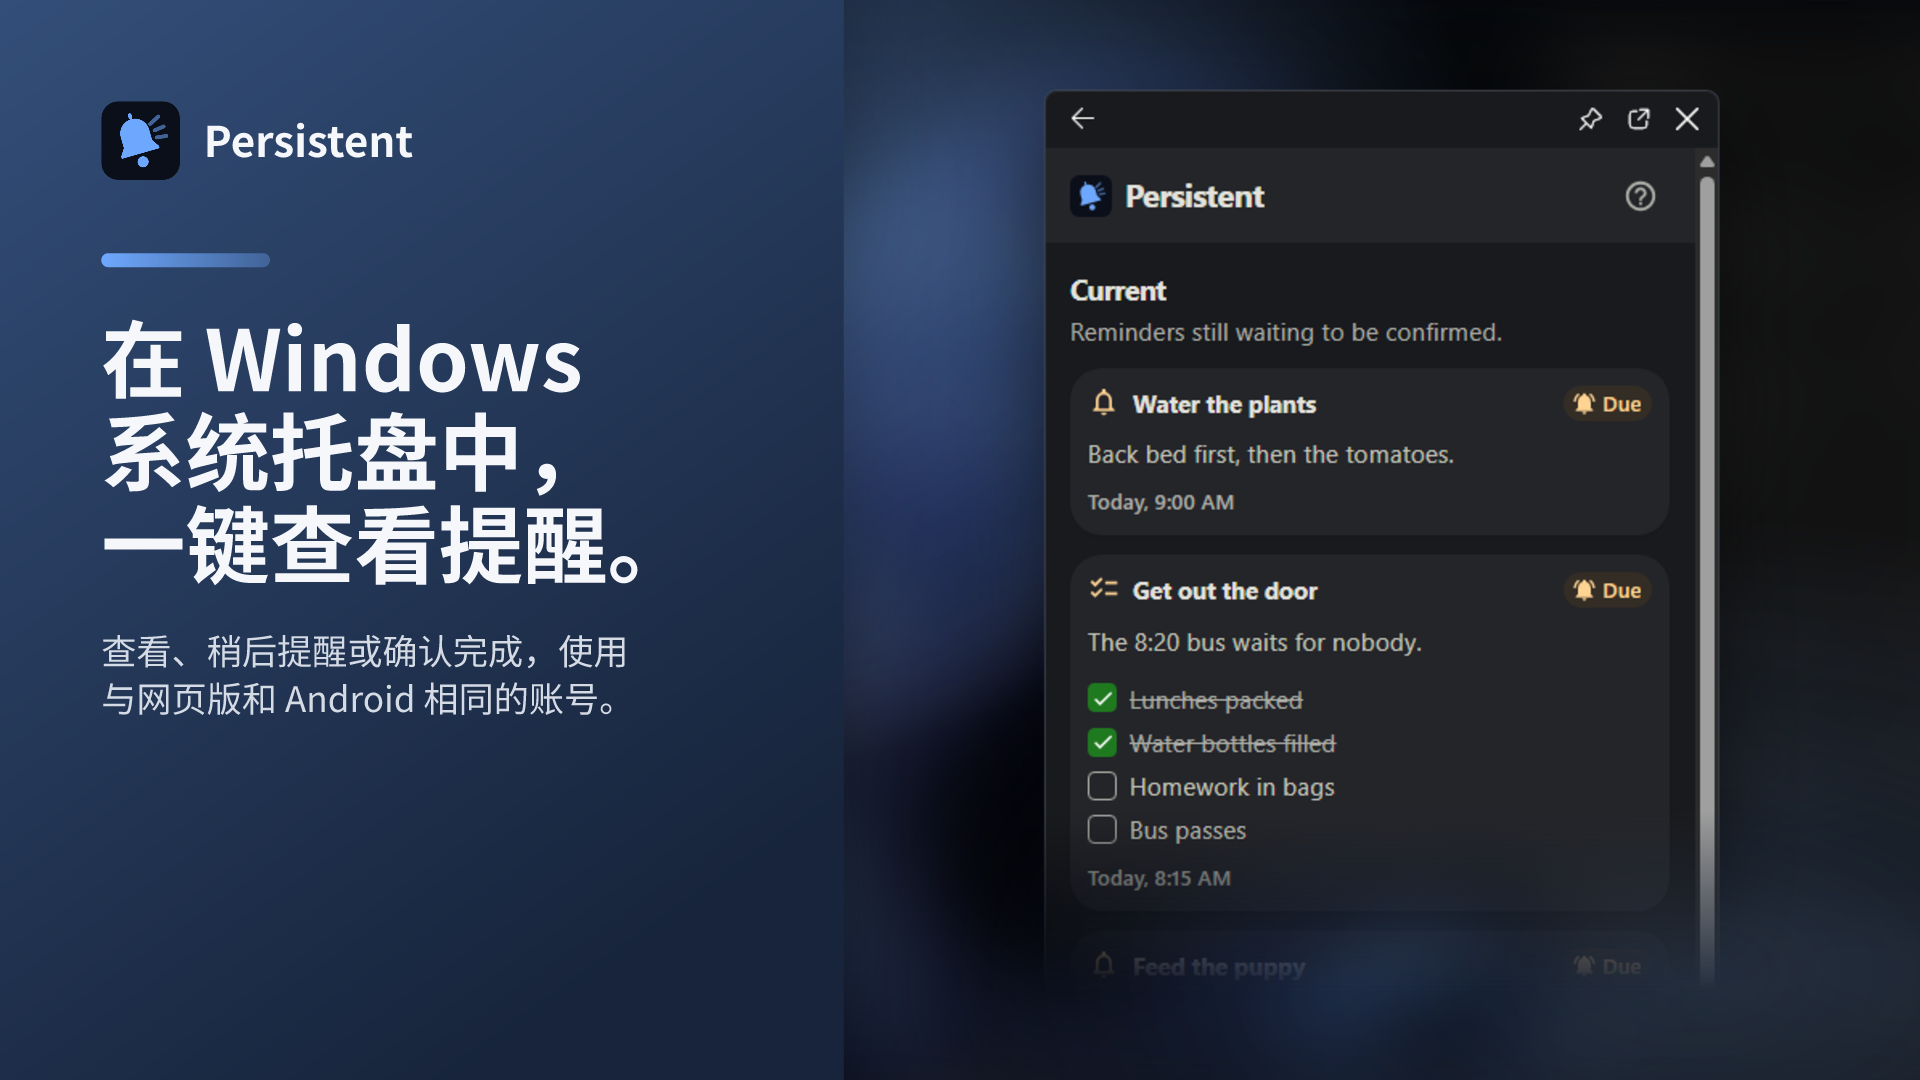 Persistent
在 Windows
系统托盘中，
一键查看提醒。
查看、稍后提醒或确认完成，使用
与网页版和 Android 相同的账号。
Persistent
Current
Reminders still waiting to be confirmed.
Water the plants
Due
Back bed first, then the tomatoes.
Today, 9:00 AM
Get out the door
Due
The 8:20 bus waits for nobody.
Lunches packed
Water bottles filled
Homework in bags
Bus passes
Today, 8:15 AM
Feed the puppy
Due